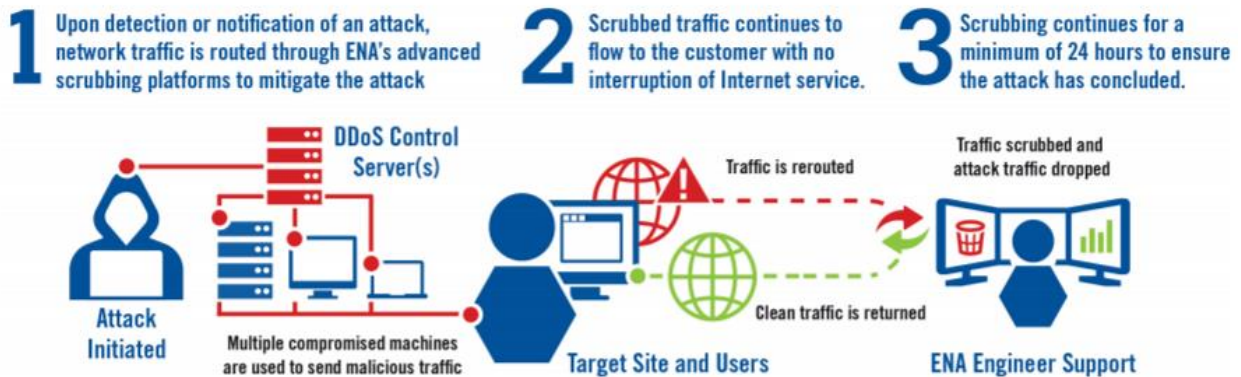 1
Upon detection or notification of an attack,
network traffic is routed through ENA's advanced
scrubbing platforms to mitigate the attack
2
Scrubbed traffic continues to
flow to the customer with no
interruption of Internet service.
3
Scrubbing continues for a
minimum of 24 hours to ensure
the attack has concluded.
DDoS Control
Server(s)
Traffic is rerouted
Traffic scrubbed and
attack traffic dropped
Attack
Initiated
Multiple compromised machines
are used to send malicious traffic
Clean traffic is returned
Target Site and Users
ENA Engineer Support